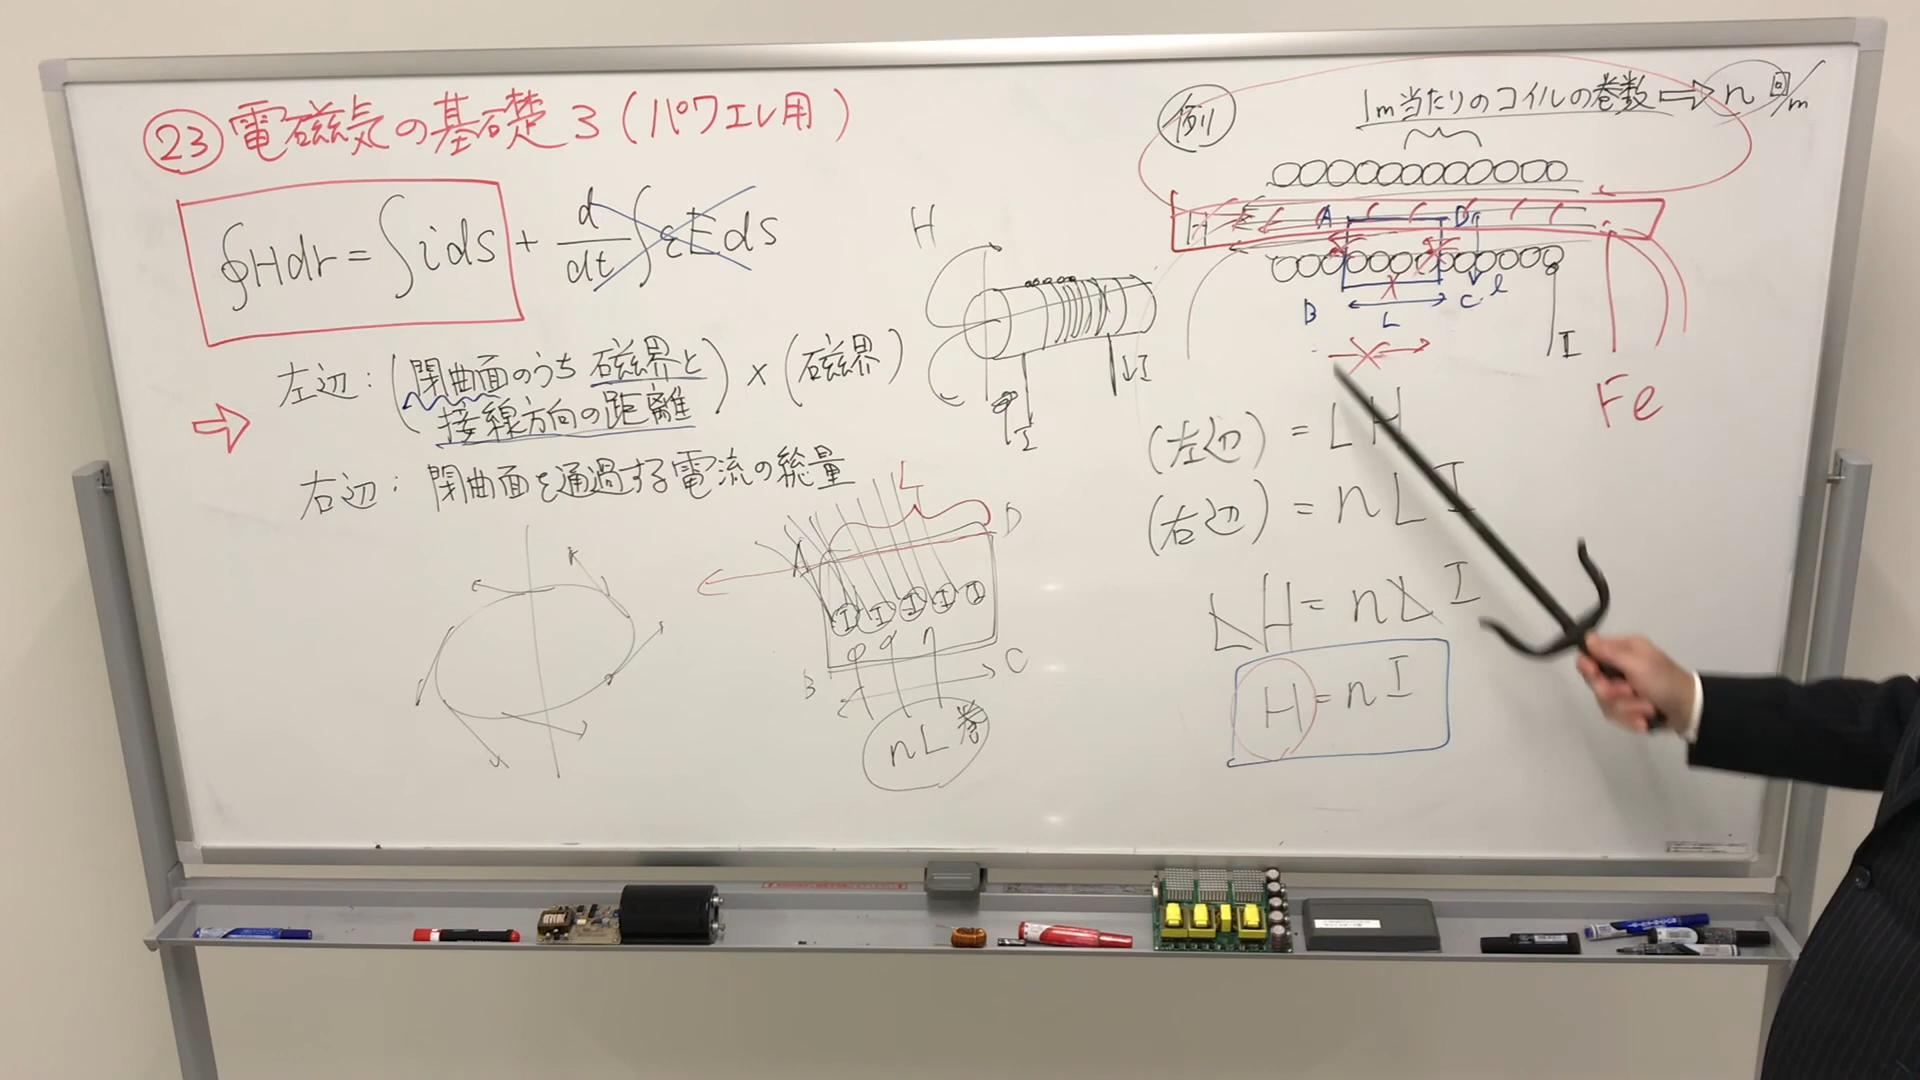 ㉓ 電磁気の基礎 3 (パワエレ用)
∮Hdr = ∫ids + d/dt ∫εEds
左辺: (閉曲面のうち 磁界と 接線方向の距離) × (磁界)
右辺: 閉曲面を通過する電流の総量
H
I
I
A
D
L
I I I I I
B
C
nL巻
例
1m当たりのコイルの巻数 ⇒ n 回/m
H
A
D
B
L
C
l
I
Fe
(左辺) = LH
(右辺) = nLI
LH = nLI
H = nI